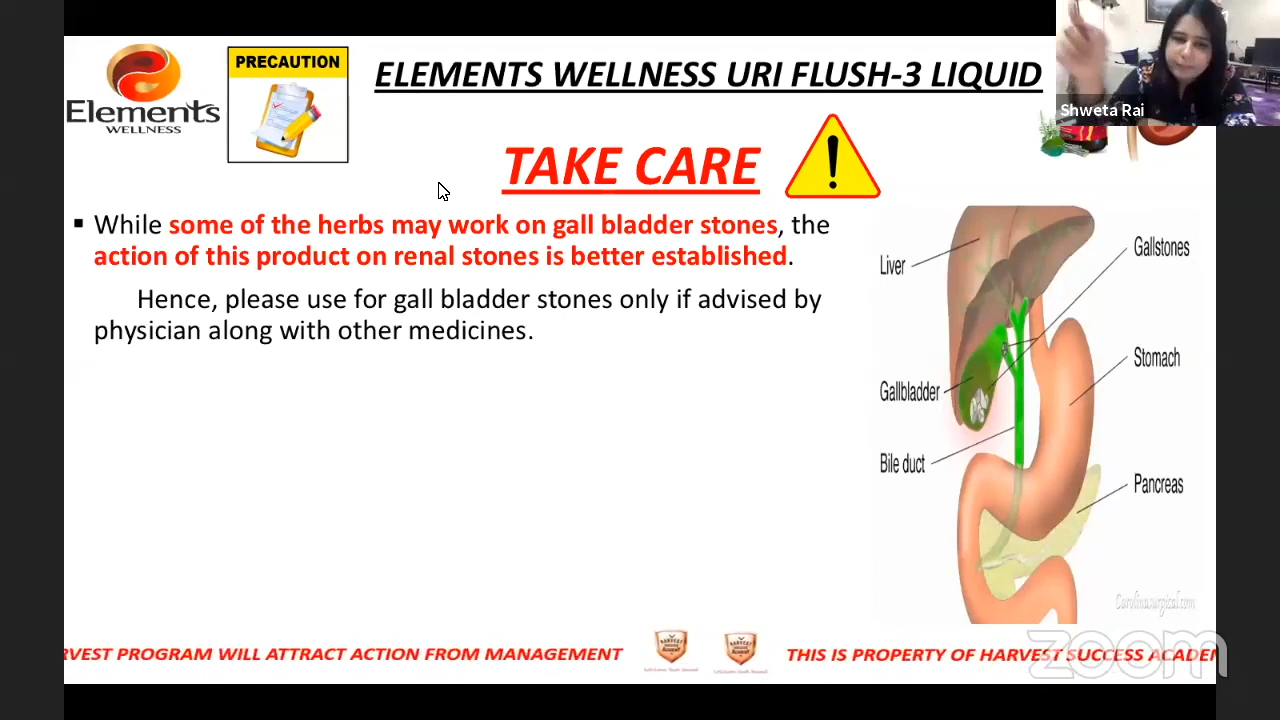 Elements
WELLNESS
PRECAUTION
ELEMENTS WELLNESS URI FLUSH-3 LIQUID
Shweta Rai
TAKE CARE
▪ While some of the herbs may work on gall bladder stones, the
action of this product on renal stones is better established.
Hence, please use for gall bladder stones only if advised by
physician along with other medicines.
Liver
Gallstones
Stomach
Gallbladder
Bile duct
Pancreas
Carolinasurgical.com
zoom
RVEST PROGRAM WILL ATTRACT ACTION FROM MANAGEMENT
THIS IS PROPERTY OF HARVEST SUCCESS ACADEM